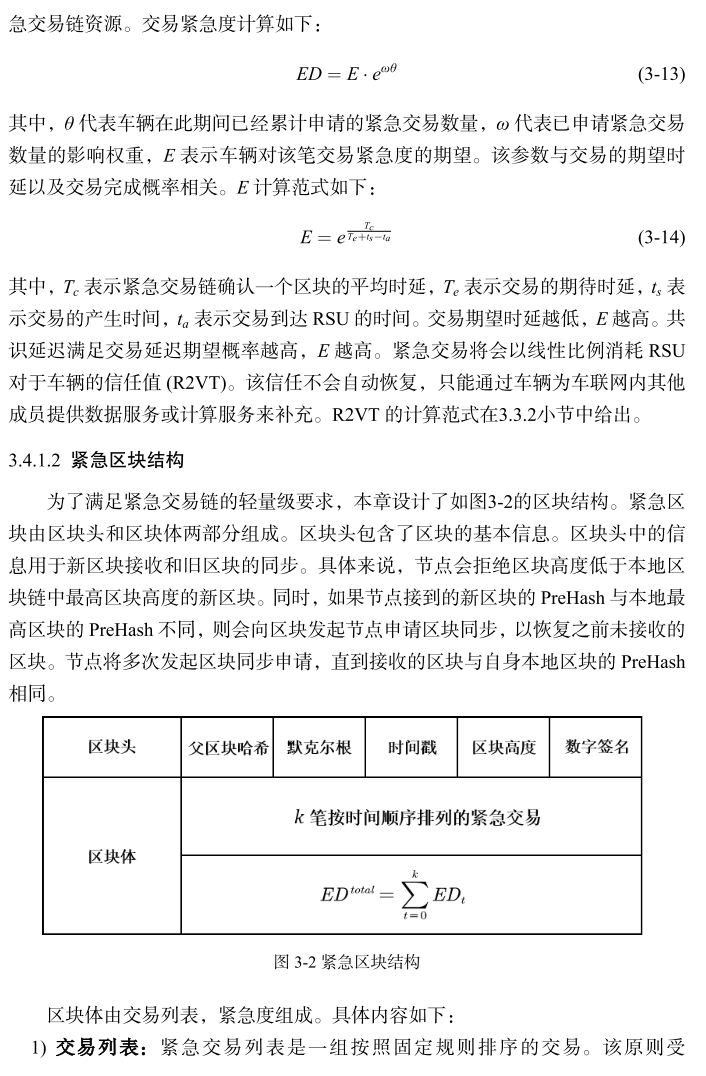 急交易链资源。交易紧急度计算如下：
ED = E · e^{ωθ} (3-13)
其中，θ 代表车辆在此期间已经累计申请的紧急交易数量，ω 代表已申请紧急交易
数量的影响权重，E 表示车辆对该笔交易紧急度的期望。该参数与交易的期望时
延以及交易完成概率相关。E 计算范式如下：
E = e^{\frac{T_c}{T_e+t_s-t_a}} (3-14)
其中，T_c 表示紧急交易链确认一个区块的平均时延，T_e 表示交易的期待时延，t_s 表
示交易的产生时间，t_a 表示交易到达 RSU 的时间。交易期望时延越低，E 越高。共
识延迟满足交易延迟期望概率越高，E 越高。紧急交易将会以线性比例消耗 RSU
对于车辆的信任值 (R2VT)。该信任不会自动恢复，只能通过车辆为车联网内其他
成员提供数据服务或计算服务来补充。R2VT 的计算范式在3.3.2小节中给出。
3.4.1.2 紧急区块结构
为了满足紧急交易链的轻量级要求，本章设计了如图3-2的区块结构。紧急区
块由区块头和区块体两部分组成。区块头包含了区块的基本信息。区块头中的信
息用于新区块接收和旧区块的同步。具体来说，节点会拒绝区块高度低于本地区
块链中最高区块高度的新区块。同时，如果节点接到的新区块的 PreHash 与本地最
高区块的 PreHash 不同，则会向区块发起节点申请区块同步，以恢复之前未接收的
区块。节点将多次发起区块同步申请，直到接收的区块与自身本地区块的 PreHash
相同。
区块头 父区块哈希 默克尔根 时间戳 区块高度 数字签名
区块体
k 笔按时间顺序排列的紧急交易
ED^{total} = \sum_{t=0}^{k} ED_t
图 3-2 紧急区块结构
区块体由交易列表，紧急度组成。具体内容如下：
1) 交易列表：紧急交易列表是一组按照固定规则排序的交易。该原则受